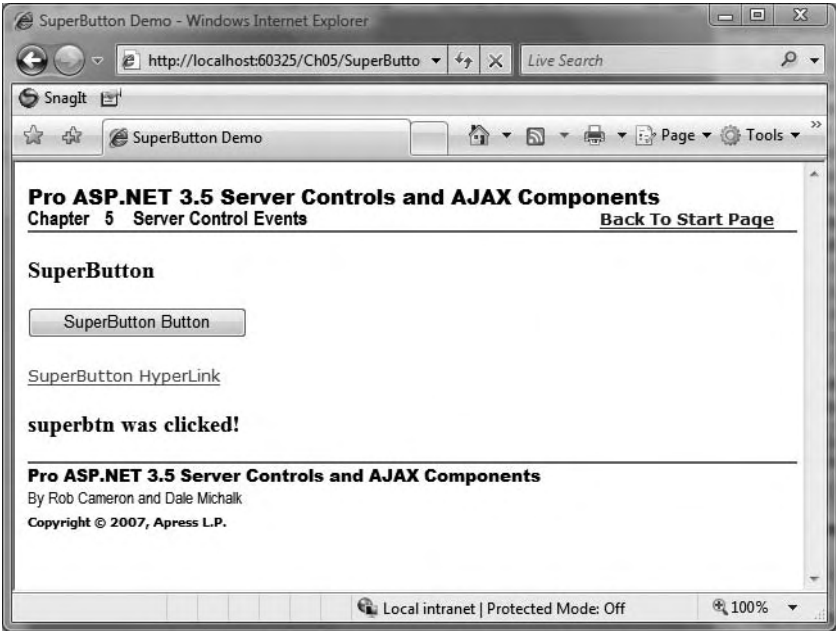 SuperButton Demo - Windows Internet Explorer
http://localhost:60325/Ch05/SuperButto
Live Search
SnagIt
SuperButton Demo
Page
Tools
Pro ASP.NET 3.5 Server Controls and AJAX Components
Chapter 5 Server Control Events
Back To Start Page
SuperButton
SuperButton Button
SuperButton HyperLink
superbtn was clicked!
Pro ASP.NET 3.5 Server Controls and AJAX Components
By Rob Cameron and Dale Michalk
Copyright © 2007, Apress L.P.
Local intranet | Protected Mode: Off
100%